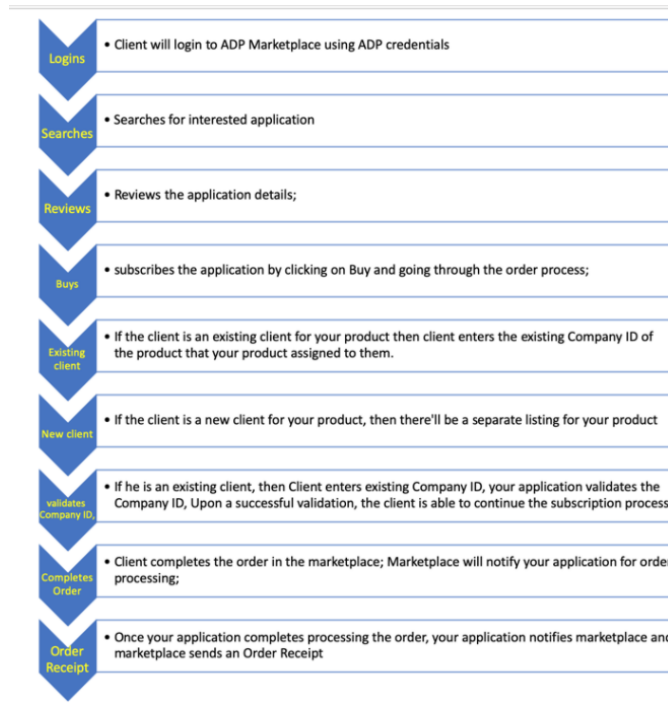 Logins
• Client will login to ADP Marketplace using ADP credentials
Searches
• Searches for interested application
Reviews
• Reviews the application details;
Buys
• subscribes the application by clicking on Buy and going through the order process;
Existing
client
• If the client is an existing client for your product then client enters the existing Company ID of
the product that your product assigned to them.
New client
• If the client is a new client for your product, then there'll be a separate listing for your product
validates
Company ID,
• If he is an existing client, then Client enters existing Company ID, your application validates the
Company ID, Upon a successful validation, the client is able to continue the subscription process
Completes
Order
• Client completes the order in the marketplace; Marketplace will notify your application for order
processing;
Order
Receipt
• Once your application completes processing the order, your application notifies marketplace and
marketplace sends an Order Receipt